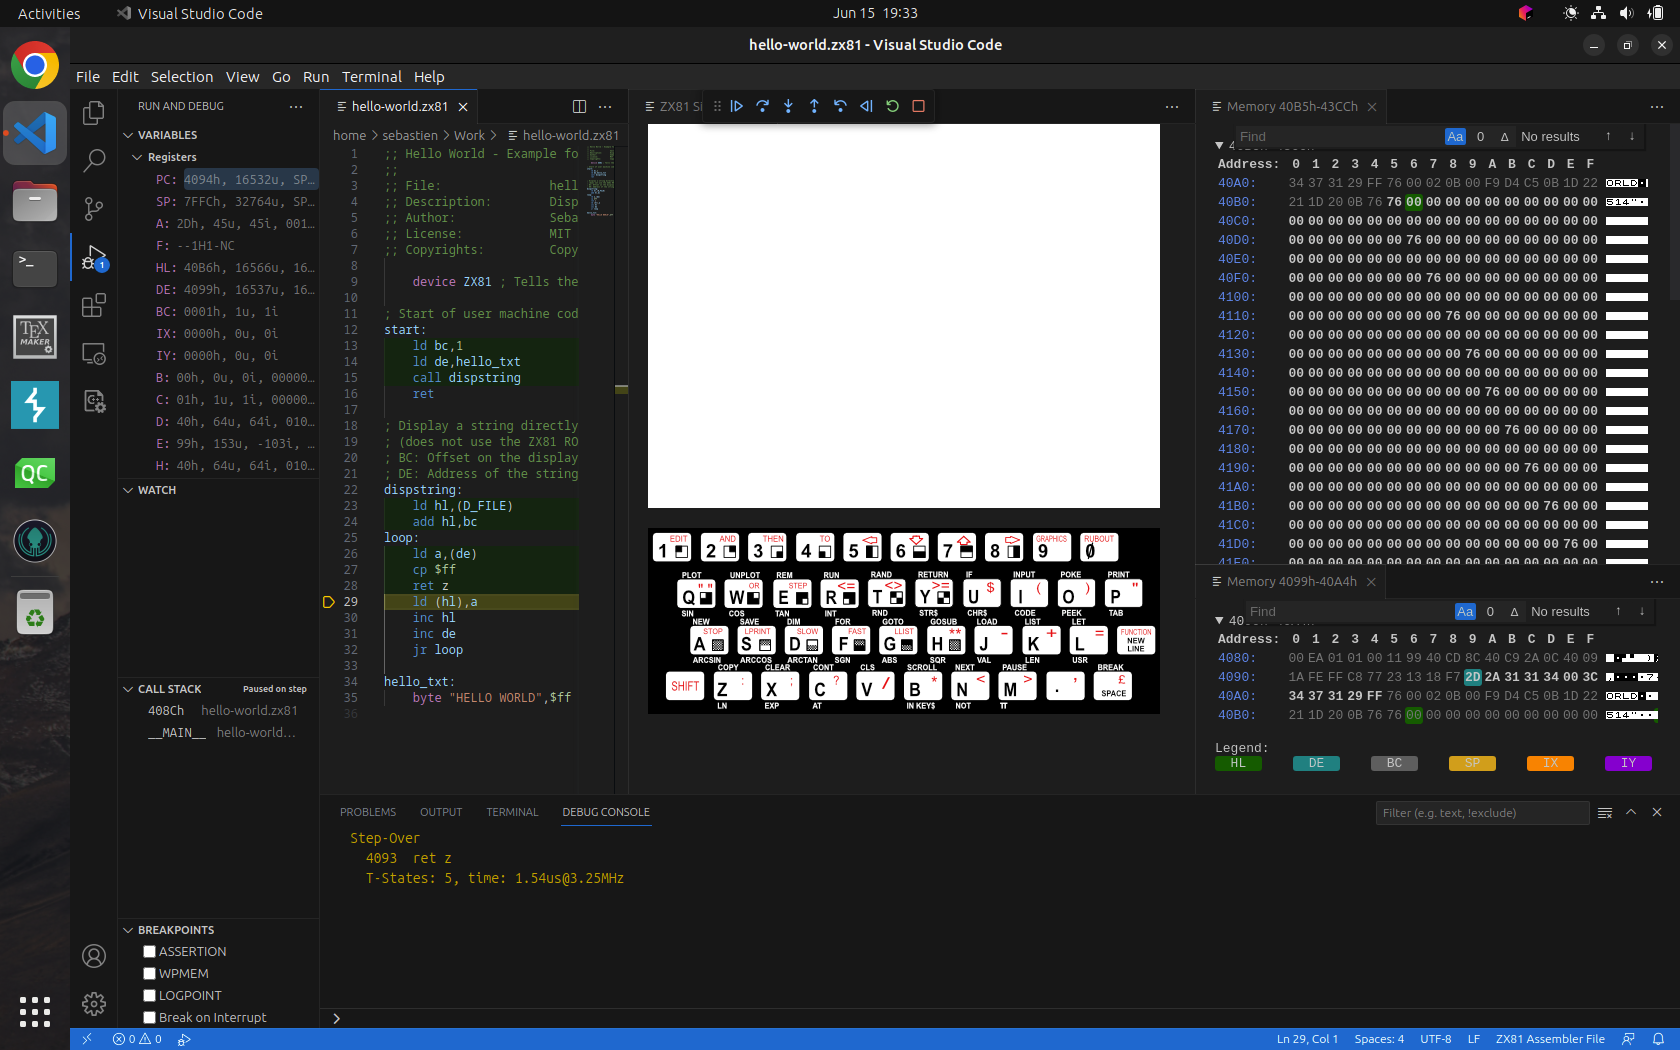 Activities Visual Studio Code Jun 15 19:33
hello-world.zx81 - Visual Studio Code
File Edit Selection View Go Run Terminal Help
RUN AND DEBUG
VARIABLES
Registers
PC: 4094h, 16532u, SP…
SP: 7FFCh, 32764u, SP…
A: 2Dh, 45u, 45i, 001…
F: --1H1-NC
HL: 40B6h, 16566u, 16…
DE: 4099h, 16537u, 16…
BC: 0001h, 1u, 1i
IX: 0000h, 0u, 0i
IY: 0000h, 0u, 0i
B: 00h, 0u, 0i, 00000…
C: 01h, 1u, 1i, 00000…
D: 40h, 64u, 64i, 010…
E: 99h, 153u, -103i, …
H: 40h, 64u, 64i, 010…
WATCH
CALL STACK Paused on step
408Ch hello-world.zx81
__MAIN__ hello-world…
BREAKPOINTS
ASSERTION
WPMEM
LOGPOINT
Break on Interrupt
hello-world.zx81
home > sebastien > Work > hello-world.zx81
1 ;; Hello World - Example fo
2 ;;
3 ;; File: hell
4 ;; Description: Disp
5 ;; Author: Seba
6 ;; License: MIT
7 ;; Copyrights: Copy
8
9 device ZX81 ; Tells the
10
11 ; Start of user machine cod
12 start:
13 ld bc,1
14 ld de,hello_txt
15 call dispstring
16 ret
17
18 ; Display a string directly
19 ; (does not use the ZX81 RO
20 ; BC: Offset on the display
21 ; DE: Address of the string
22 dispstring:
23 ld hl,(D_FILE)
24 add hl,bc
25 loop:
26 ld a,(de)
27 cp $ff
28 ret z
29 ld (hl),a
30 inc hl
31 inc de
32 jr loop
33
34 hello_txt:
35 byte "HELLO WORLD",$ff
36
ZX81 S
EDIT AND THEN TO GRAPHICS RUBOUT
1 2 3 4 5 6 7 8 9 0
PLOT UNPLOT REM RUN RAND RETURN IF INPUT POKE PRINT
"" OR STEP <= <> >= $ ( ) "
Q W E R T Y U I O P
SIN COS TAN INT RND STR$ CHR$ CODE PEEK TAB
NEW SAVE DIM FOR GOTO GOSUB LOAD LIST LET
STOP LPRINT SLOW FAST LLIST ** - + = FUNCTION
A S D F G H J K L NEW LINE
ARCSIN ARCCOS ARCTAN SGN ABS SQR VAL LEN USR
COPY CLEAR CONT CLS SCROLL NEXT PAUSE BREAK
: ; ? / * < > , £
SHIFT Z X C V B N M . SPACE
LN EXP AT IN KEY$ NOT π
Memory 40B5h-43CCh
Find Aa No results
Address: 0 1 2 3 4 5 6 7 8 9 A B C D E F
40A0: 34 37 31 29 FF 76 00 02 0B 00 F9 D4 C5 0B 1D 22
40B0: 21 1D 20 0B 76 76 00 00 00 00 00 00 00 00 00 00
40C0: 00 00 00 00 00 00 00 00 00 00 00 00 00 00 00 00
40D0: 00 00 00 00 00 00 76 00 00 00 00 00 00 00 00 00
40E0: 00 00 00 00 00 00 00 00 00 00 00 00 00 00 00 00
40F0: 00 00 00 00 00 00 00 76 00 00 00 00 00 00 00 00
4100: 00 00 00 00 00 00 00 00 00 00 00 00 00 00 00 00
4110: 00 00 00 00 00 00 00 00 76 00 00 00 00 00 00 00
4120: 00 00 00 00 00 00 00 00 00 00 00 00 00 00 00 00
4130: 00 00 00 00 00 00 00 00 00 76 00 00 00 00 00 00
4140: 00 00 00 00 00 00 00 00 00 00 00 00 00 00 00 00
4150: 00 00 00 00 00 00 00 00 00 00 76 00 00 00 00 00
4160: 00 00 00 00 00 00 00 00 00 00 00 00 00 00 00 00
4170: 00 00 00 00 00 00 00 00 00 00 00 76 00 00 00 00
4180: 00 00 00 00 00 00 00 00 00 00 00 00 00 00 00 00
4190: 00 00 00 00 00 00 00 00 00 00 00 00 76 00 00 00
41A0: 00 00 00 00 00 00 00 00 00 00 00 00 00 00 00 00
41B0: 00 00 00 00 00 00 00 00 00 00 00 00 00 76 00 00
41C0: 00 00 00 00 00 00 00 00 00 00 00 00 00 00 00 00
41D0: 00 00 00 00 00 00 00 00 00 00 00 00 00 00 76 00
Memory 4099h-40A4h
Find Aa No results
Address: 0 1 2 3 4 5 6 7 8 9 A B C D E F
4080: 00 EA 01 01 00 11 99 40 CD 8C 40 C9 2A 0C 40 09
4090: 1A FE FF C8 77 23 13 18 F7 2D 2A 31 31 34 00 3C
40A0: 34 37 31 29 FF 76 00 02 0B 00 F9 D4 C5 0B 1D 22
40B0: 21 1D 20 0B 76 76 00 00 00 00 00 00 00 00 00 00
Legend:
HL DE BC SP IX IY
PROBLEMS OUTPUT TERMINAL DEBUG CONSOLE Filter (e.g. text, !exclude)
Step-Over
4093 ret z
T-States: 5, time: 1.54us@3.25MHz
0 0 Ln 29, Col 1 Spaces: 4 UTF-8 LF ZX81 Assembler File